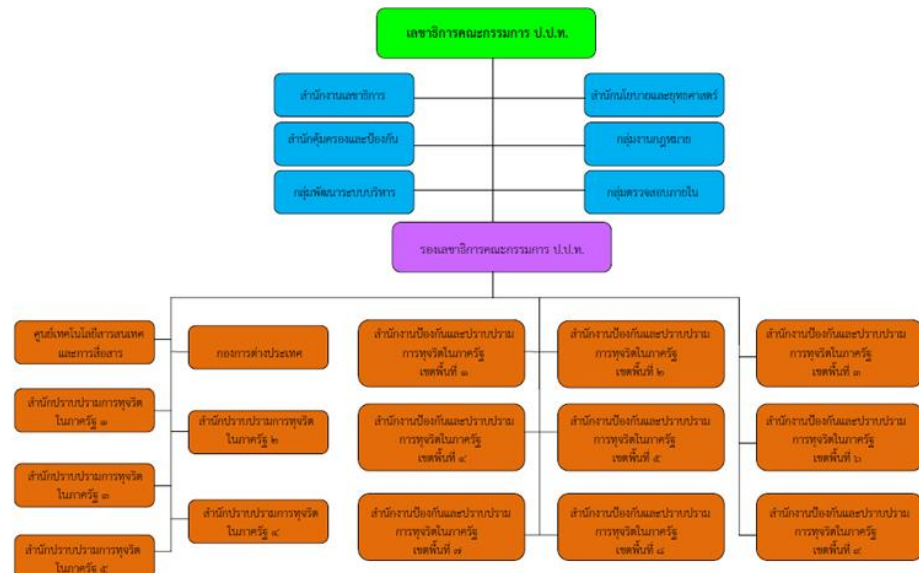 เลขาธิการคณะกรรมการ ป.ป.ท.
สำนักงานเลขาธิการ
สำนักนโยบายและยุทธศาสตร์
สำนักคุ้มครองและป้องกัน
กลุ่มงานกฎหมาย
กลุ่มพัฒนาระบบบริหาร
กลุ่มตรวจสอบภายใน
รองเลขาธิการคณะกรรมการ ป.ป.ท.
ศูนย์เทคโนโลยีสารสนเทศ
และการสื่อสาร
กองการต่างประเทศ
สำนักปราบปรามการทุจริต
ในภาครัฐ ๑
สำนักปราบปรามการทุจริต
ในภาครัฐ ๒
สำนักปราบปรามการทุจริต
ในภาครัฐ ๓
สำนักปราบปรามการทุจริต
ในภาครัฐ ๔
สำนักปราบปรามการทุจริต
ในภาครัฐ ๕
สำนักงานป้องกันและปราบปราม
การทุจริตในภาครัฐ
เขตพื้นที่ ๑
สำนักงานป้องกันและปราบปราม
การทุจริตในภาครัฐ
เขตพื้นที่ ๒
สำนักงานป้องกันและปราบปราม
การทุจริตในภาครัฐ
เขตพื้นที่ ๓
สำนักงานป้องกันและปราบปราม
การทุจริตในภาครัฐ
เขตพื้นที่ ๔
สำนักงานป้องกันและปราบปราม
การทุจริตในภาครัฐ
เขตพื้นที่ ๕
สำนักงานป้องกันและปราบปราม
การทุจริตในภาครัฐ
เขตพื้นที่ ๖
สำนักงานป้องกันและปราบปราม
การทุจริตในภาครัฐ
เขตพื้นที่ ๗
สำนักงานป้องกันและปราบปราม
การทุจริตในภาครัฐ
เขตพื้นที่ ๘
สำนักงานป้องกันและปราบปราม
การทุจริตในภาครัฐ
เขตพื้นที่ ๙